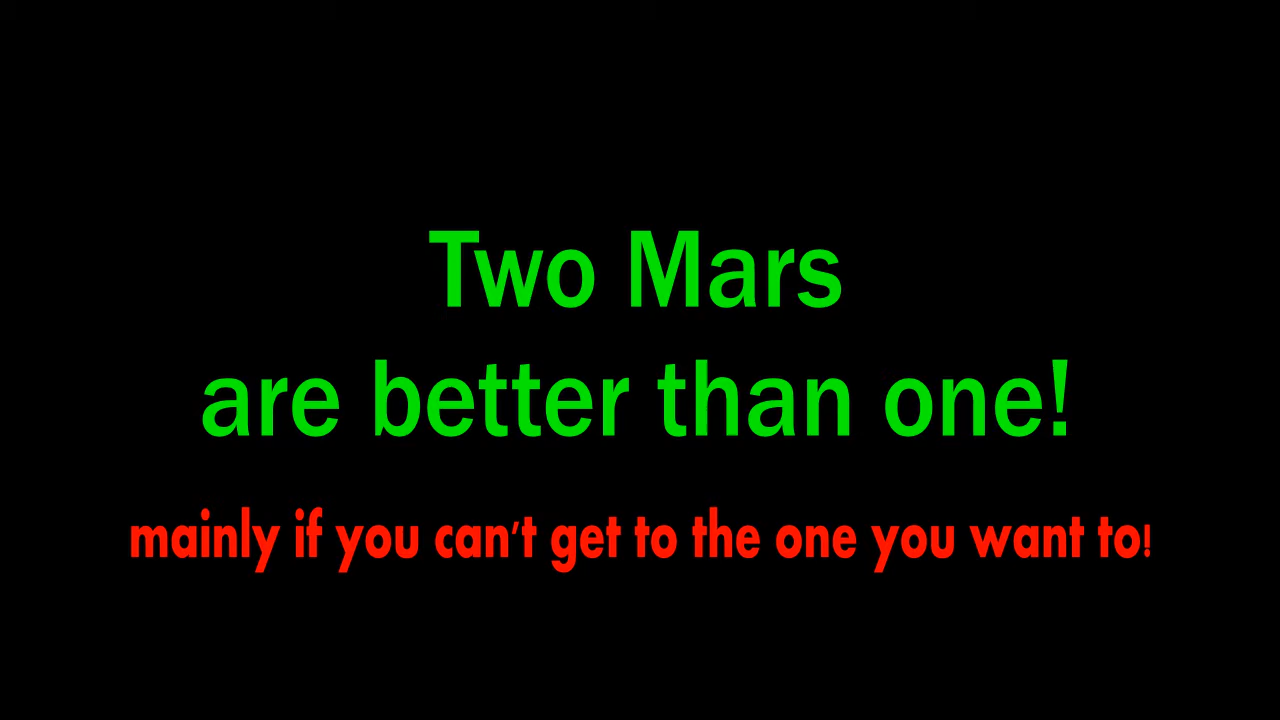 Two Mars
are better than one!
mainly if you can't get to the one you want to!